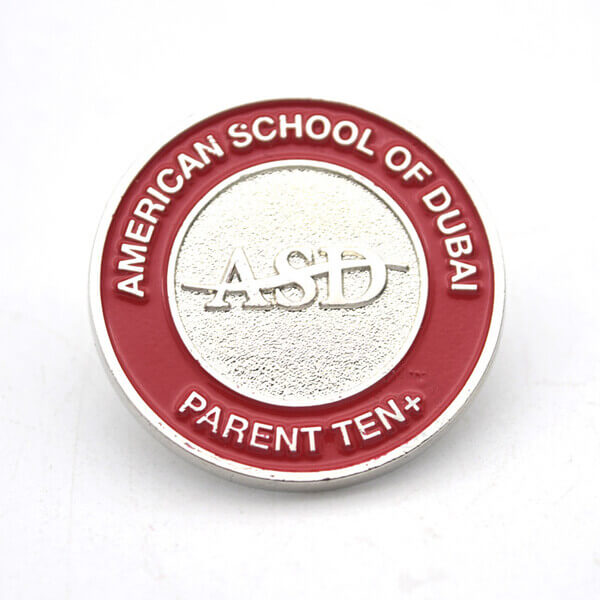 AMERICAN SCHOOL OF DUBAI
ASD
PARENT TEN+